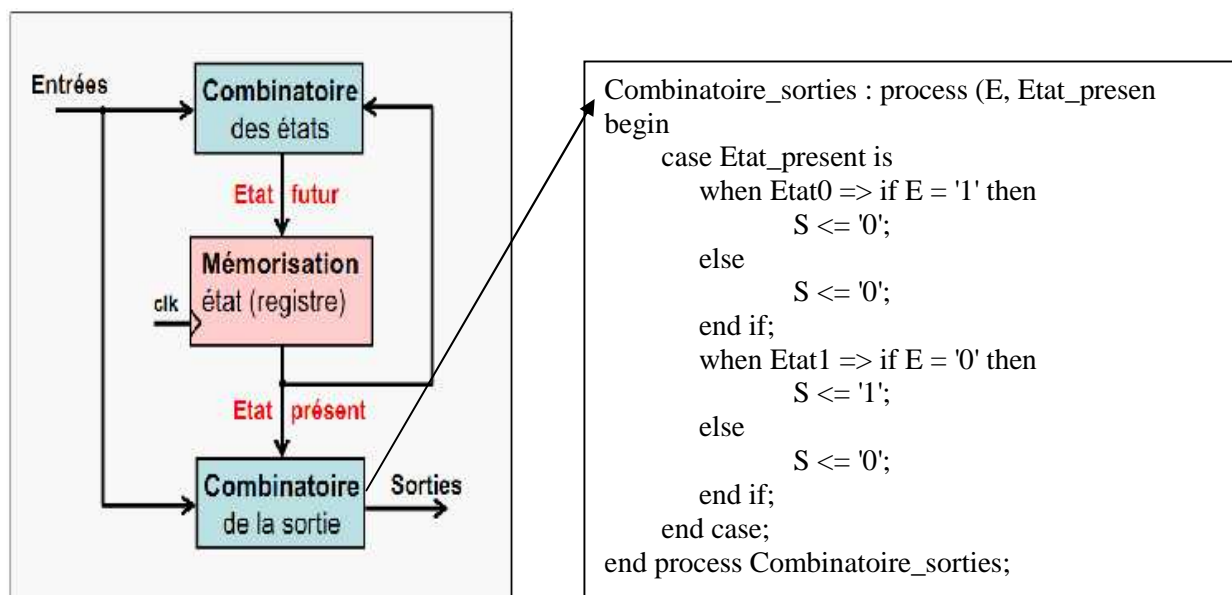 Entrées
Combinatoire
des états
Etat futur
Mémorisation
état (registre)
clk
Etat présent
Combinatoire
de la sortie
Sorties
Combinatoire_sorties : process (E, Etat_presen
begin
case Etat_present is
when Etat0 => if E = '1' then
S <= '0';
else
S <= '0';
end if;
when Etat1 => if E = '0' then
S <= '1';
else
S <= '0';
end if;
end case;
end process Combinatoire_sorties;